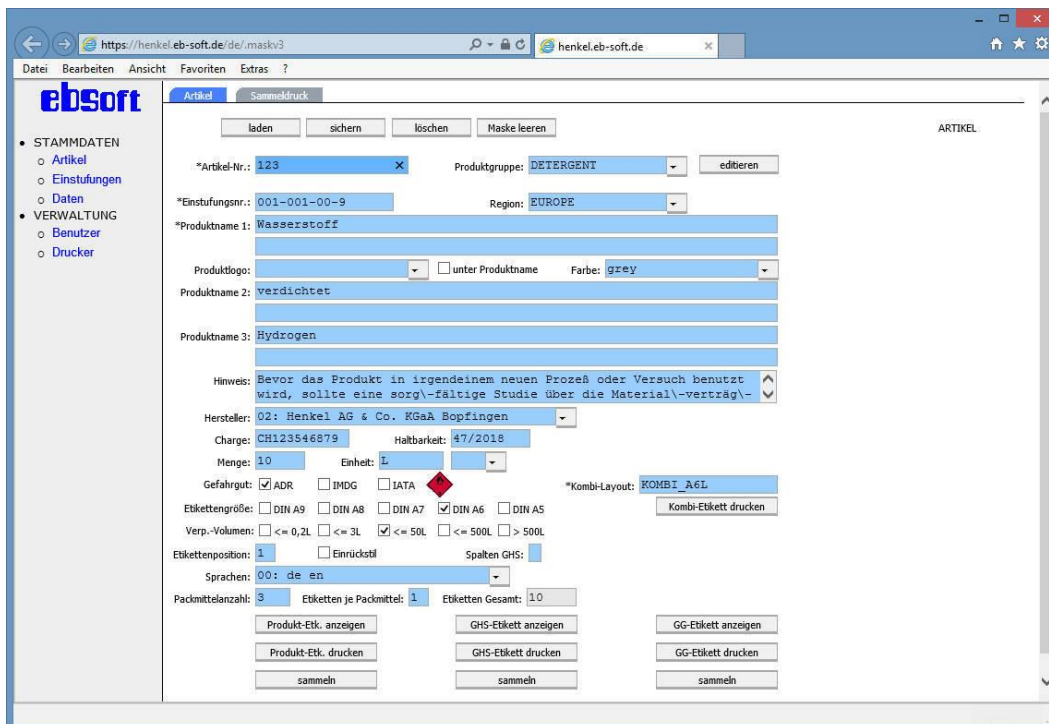 https://henkel.eb-soft.de/de/.maskv3
henkel.eb-soft.de
Datei Bearbeiten Ansicht Favoriten Extras ?
ebsoft
Artikel Sammeldruck
laden sichern löschen Maske leeren ARTIKEL
STAMMDATEN
Artikel
Einstufungen
Daten
VERWALTUNG
Benutzer
Drucker
*Artikel-Nr.: 123 Produktgruppe: DETERGENT editieren
*Einstufungsnr.: 001-001-00-9 Region: EUROPE
*Produktname 1: Wasserstoff
Produktlogo: unter Produktname Farbe: grey
Produktname 2: verdichtet
Produktname 3: Hydrogen
Hinweis: Bevor das Produkt in irgendeinem neuen Prozeß oder Versuch benutzt
wird, sollte eine sorg\-fältige Studie über die Material\-verträg\-
Hersteller: 02: Henkel AG & Co. KGaA Bopfingen
Charge: CH123546879 Haltbarkeit: 47/2018
Menge: 10 Einheit: L
Gefahrgut: ADR IMDG IATA *Kombi-Layout: KOMBI_A6L
Etikettengröße: DIN A9 DIN A8 DIN A7 DIN A6 DIN A5 Kombi-Etikett drucken
Verp.-Volumen: <= 0,2L <= 3L <= 50L <= 500L > 500L
Etikettenposition: 1 Einrückstil Spalten GHS:
Sprachen: 00: de en
Packmittelanzahl: 3 Etiketten je Packmittel: 1 Etiketten Gesamt: 10
Produkt-Etk. anzeigen GHS-Etikett anzeigen GG-Etikett anzeigen
Produkt-Etk. drucken GHS-Etikett drucken GG-Etikett drucken
sammeln sammeln sammeln